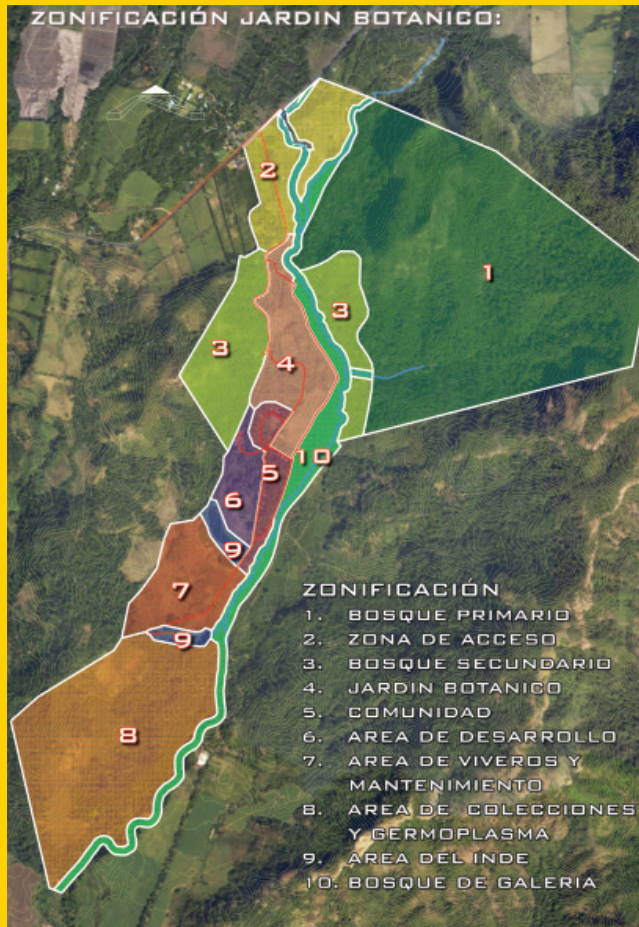 ZONIFICACIÓN JARDIN BOTANICO:
2
1
3
3
4
10
5
6
9
7
9
8
ZONIFICACIÓN
1. BOSQUE PRIMARIO
2. ZONA DE ACCESO
3. BOSQUE SECUNDARIO
4. JARDIN BOTANICO
5. COMUNIDAD
6. AREA DE DESARROLLO
7. AREA DE VIVEROS Y
MANTENIMIENTO
8. AREA DE COLECCIONES
Y GERMOPLASMA
9. AREA DEL INDE
10. BOSQUE DE GALERIA